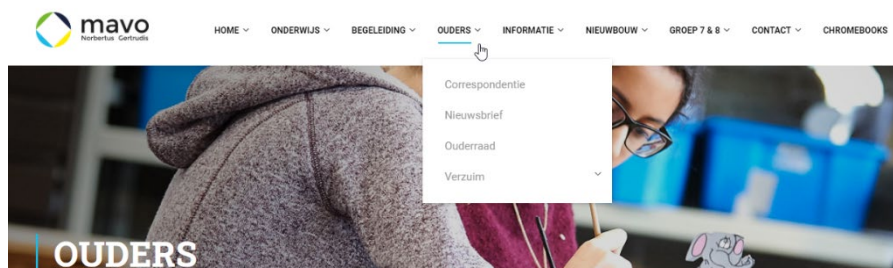 mavo
Norbertus Gertrudis
HOME ONDERWIJS BEGELEIDING OUDERS INFORMATIE NIEUWBOUW GROEP 7 & 8 CONTACT CHROMEBOOKS
Correspondentie
Nieuwsbrief
Ouderraad
Verzuim
OUDERS